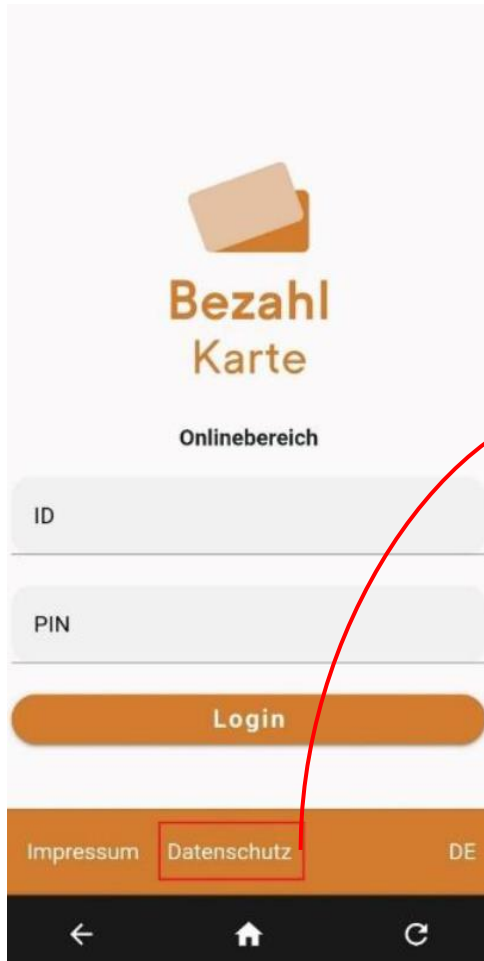 Bezahl
Karte
Onlinebereich
ID
PIN
Login
Impressum Datenschutz DE